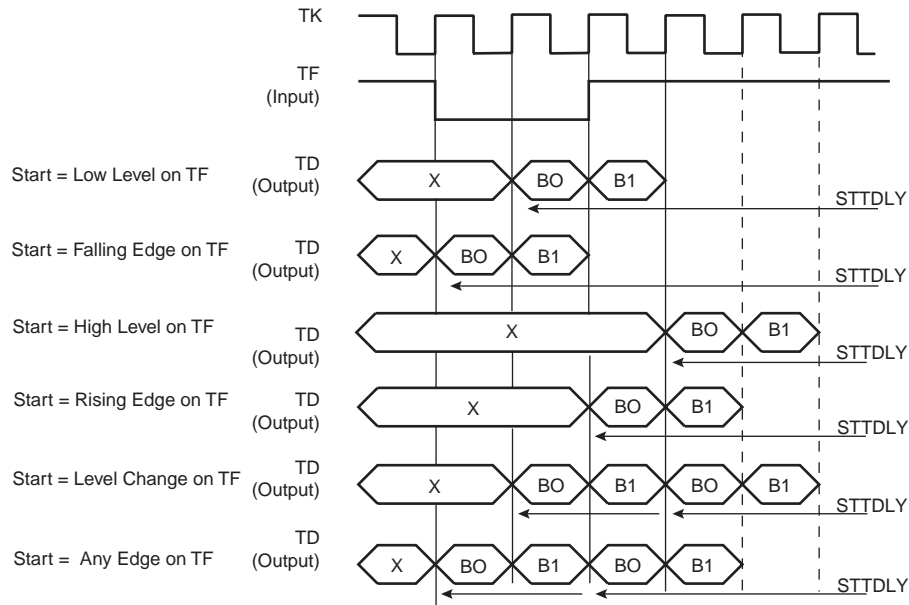 TK
TF
(Input)
Start = Low Level on TF
TD
(Output)
X
BO
B1
STTDLY
Start = Falling Edge on TF
TD
(Output)
X
BO
B1
STTDLY
Start = High Level on TF
TD
(Output)
X
BO
B1
STTDLY
Start = Rising Edge on TF
TD
(Output)
X
BO
B1
STTDLY
Start = Level Change on TF
TD
(Output)
X
BO
B1
BO
B1
STTDLY
Start = Any Edge on TF
TD
(Output)
X
BO
B1
BO
B1
STTDLY